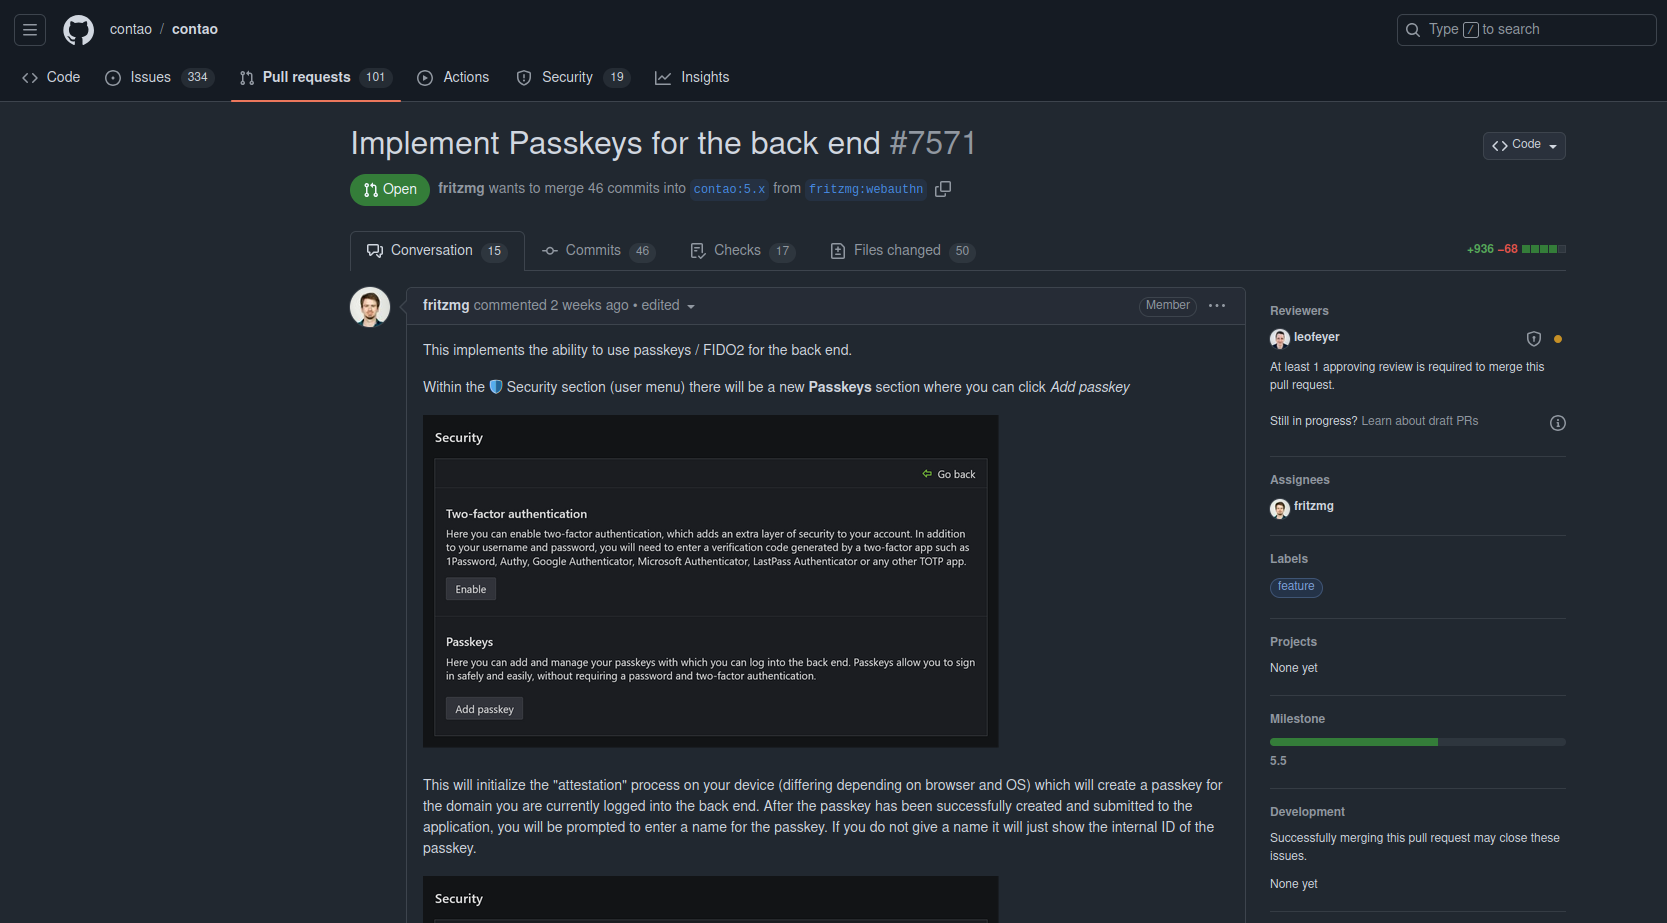 contao / contao
Type / to search
Code
Issues 334
Pull requests 101
Actions
Security 19
Insights
Implement Passkeys for the back end #7571
Code
Open
fritzmg wants to merge 46 commits into contao:5.x from fritzmg:webauthn
Conversation 15
Commits 46
Checks 17
Files changed 50
+936 −68
fritzmg commented 2 weeks ago • edited
Member
This implements the ability to use passkeys / FIDO2 for the back end.
Within the Security section (user menu) there will be a new Passkeys section where you can click Add passkey
Security
Go back
Two-factor authentication
Here you can enable two-factor authentication, which adds an extra layer of security to your account. In addition
to your username and password, you will need to enter a verification code generated by a two-factor app such as
1Password, Authy, Google Authenticator, Microsoft Authenticator, LastPass Authenticator or any other TOTP app.
Enable
Passkeys
Here you can add and manage your passkeys with which you can log into the back end. Passkeys allow you to sign
in safely and easily, without requiring a password and two-factor authentication.
Add passkey
This will initialize the "attestation" process on your device (differing depending on browser and OS) which will create a passkey for
the domain you are currently logged into the back end. After the passkey has been successfully created and submitted to the
application, you will be prompted to enter a name for the passkey. If you do not give a name it will just show the internal ID of the
passkey.
Security
Reviewers
leofeyer
At least 1 approving review is required to merge this
pull request.
Still in progress? Learn about draft PRs
Assignees
fritzmg
Labels
feature
Projects
None yet
Milestone
5.5
Development
Successfully merging this pull request may close these
issues.
None yet